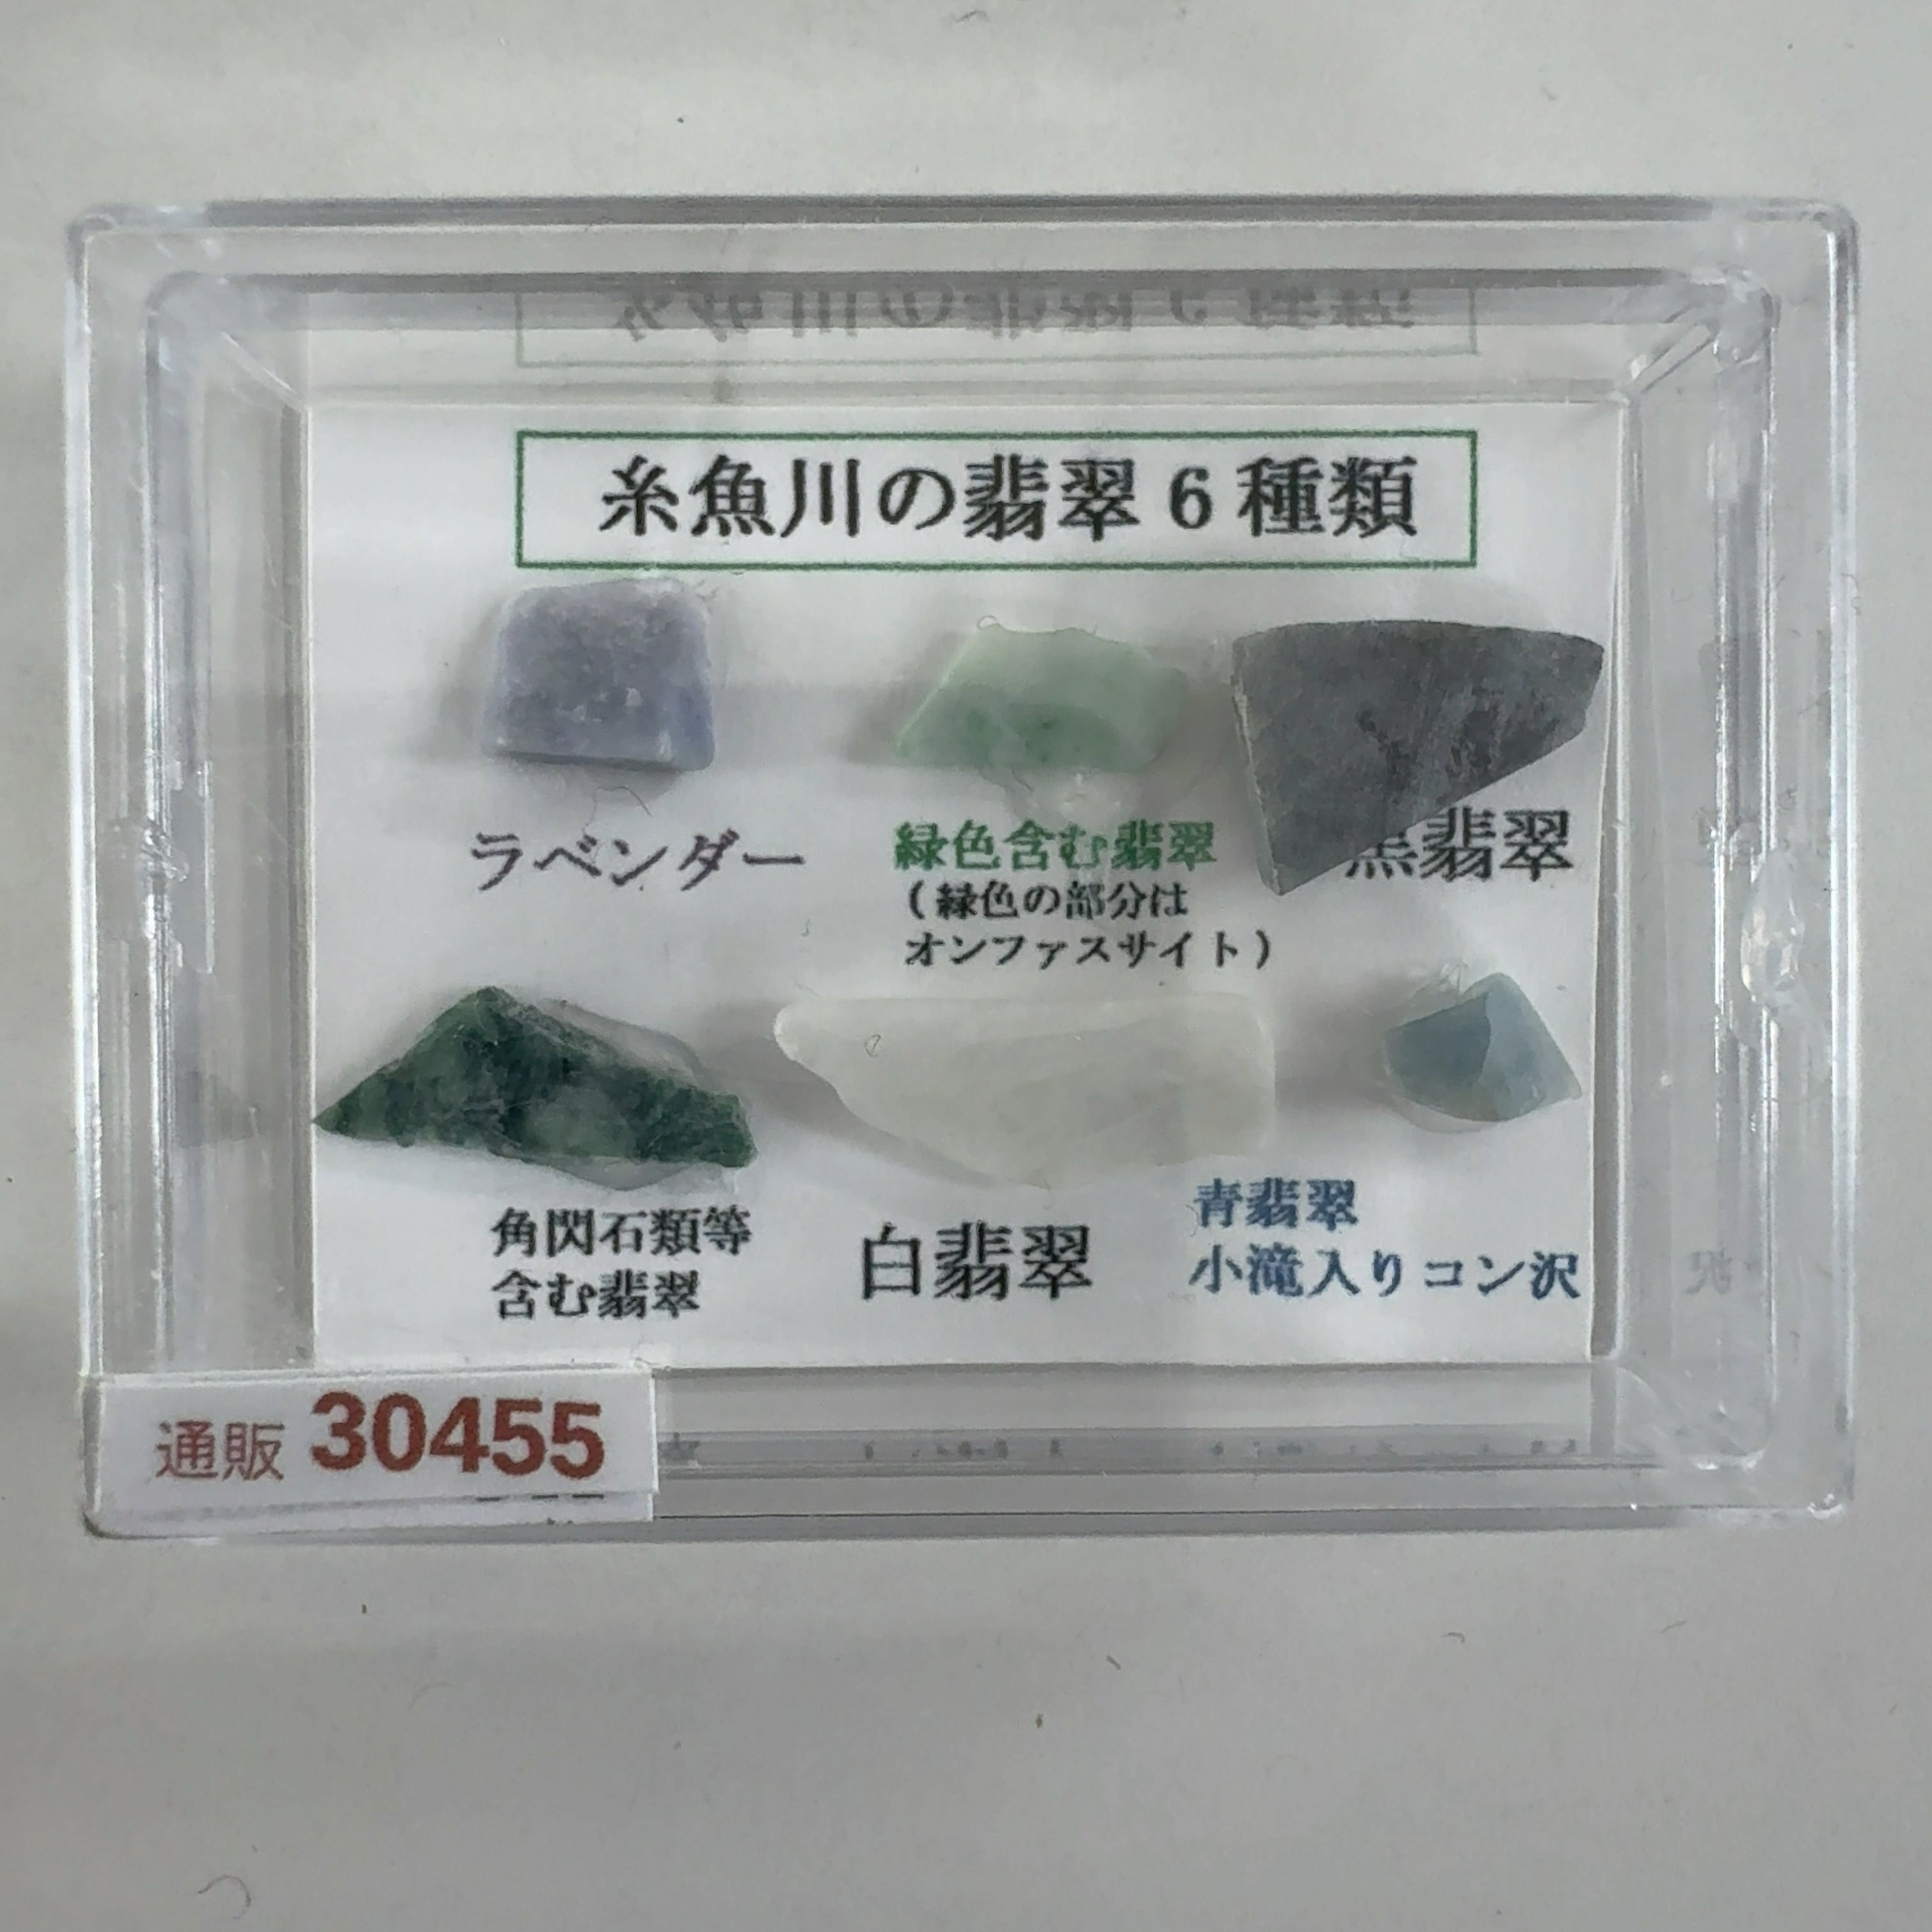 糸魚川の翡翠6種類
ラベンダー
緑色含む翡翠
(緑色の部分は
オンファスサイト)
黒翡翠
角閃石類等
含む翡翠
白翡翠
青翡翠
小滝入りコン沢
通販 30455